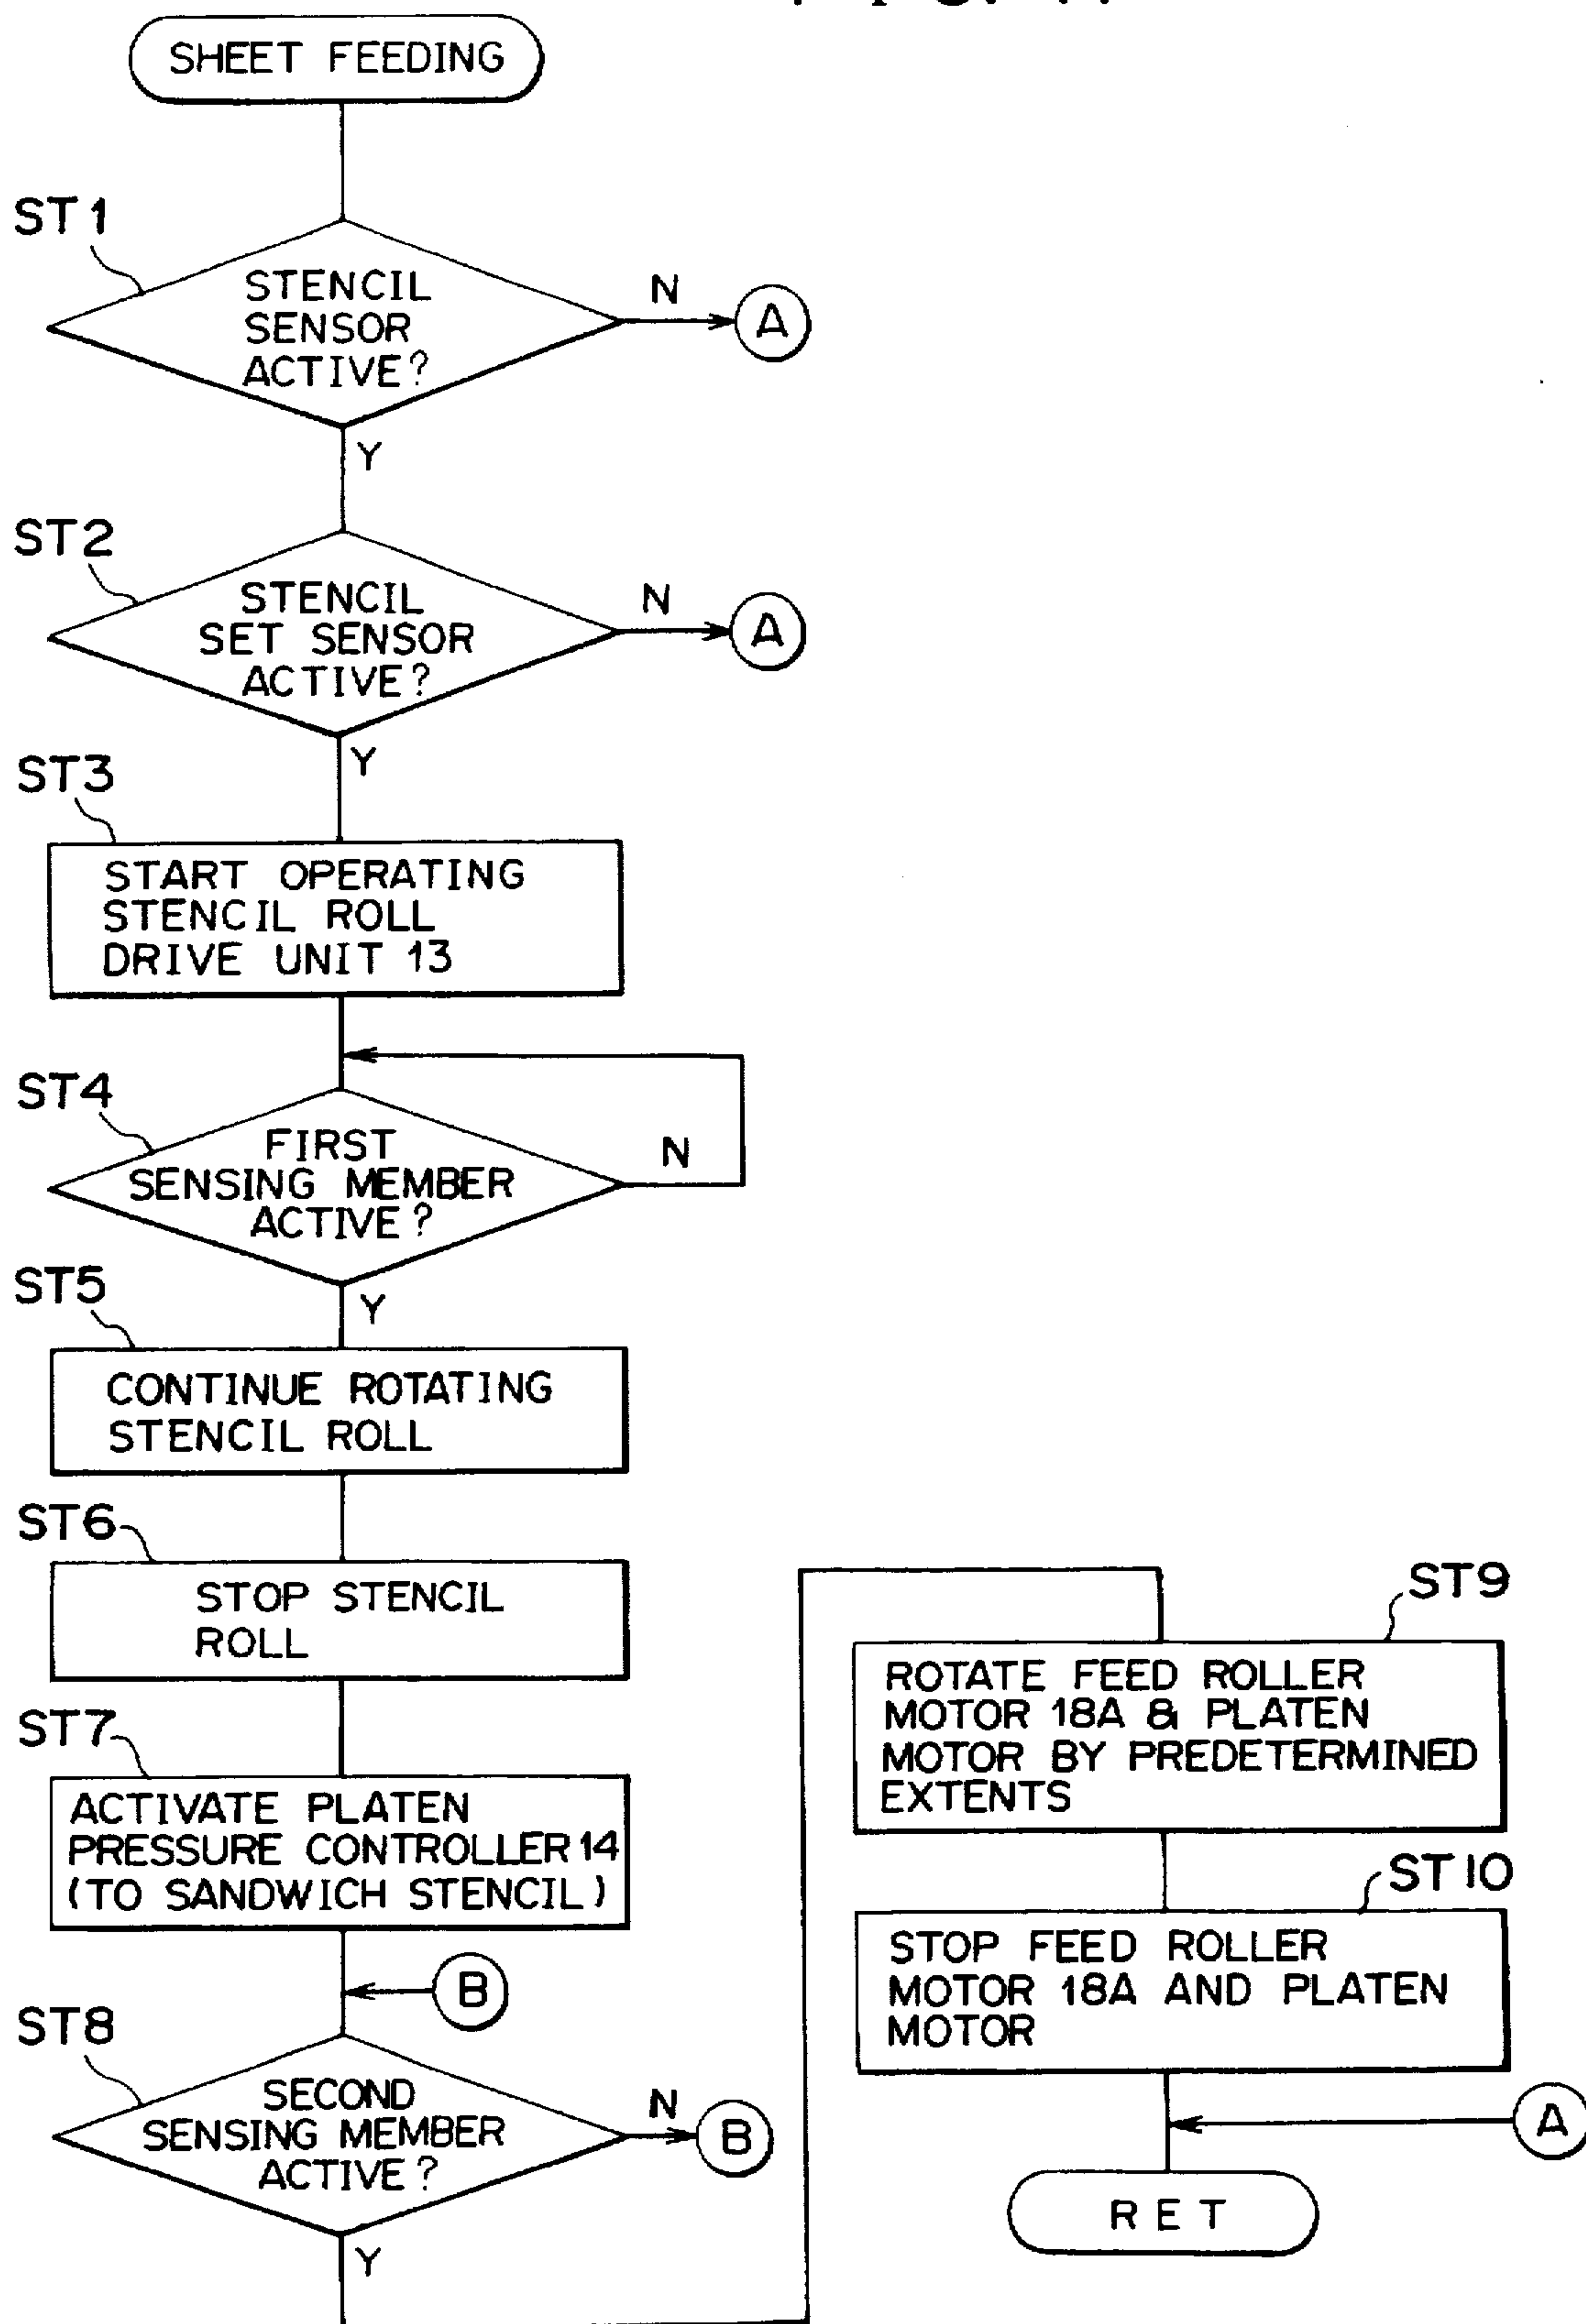 SHEET FEEDING
ST1
STENCIL
SENSOR
ACTIVE?
N
A
Y
ST2
STENCIL
SET SENSOR
ACTIVE?
N
A
Y
ST3
START OPERATING
STENCIL ROLL
DRIVE UNIT 13
ST4
FIRST
SENSING MEMBER
ACTIVE?
N
Y
ST5
CONTINUE ROTATING
STENCIL ROLL
ST6
STOP STENCIL
ROLL
ST7
ACTIVATE PLATEN
PRESSURE CONTROLLER 14
(TO SANDWICH STENCIL)
B
ST8
SECOND
SENSING MEMBER
ACTIVE?
N
B
Y
ST9
ROTATE FEED ROLLER
MOTOR 18A & PLATEN
MOTOR BY PREDETERMINED
EXTENTS
ST10
STOP FEED ROLLER
MOTOR 18A AND PLATEN
MOTOR
A
RET